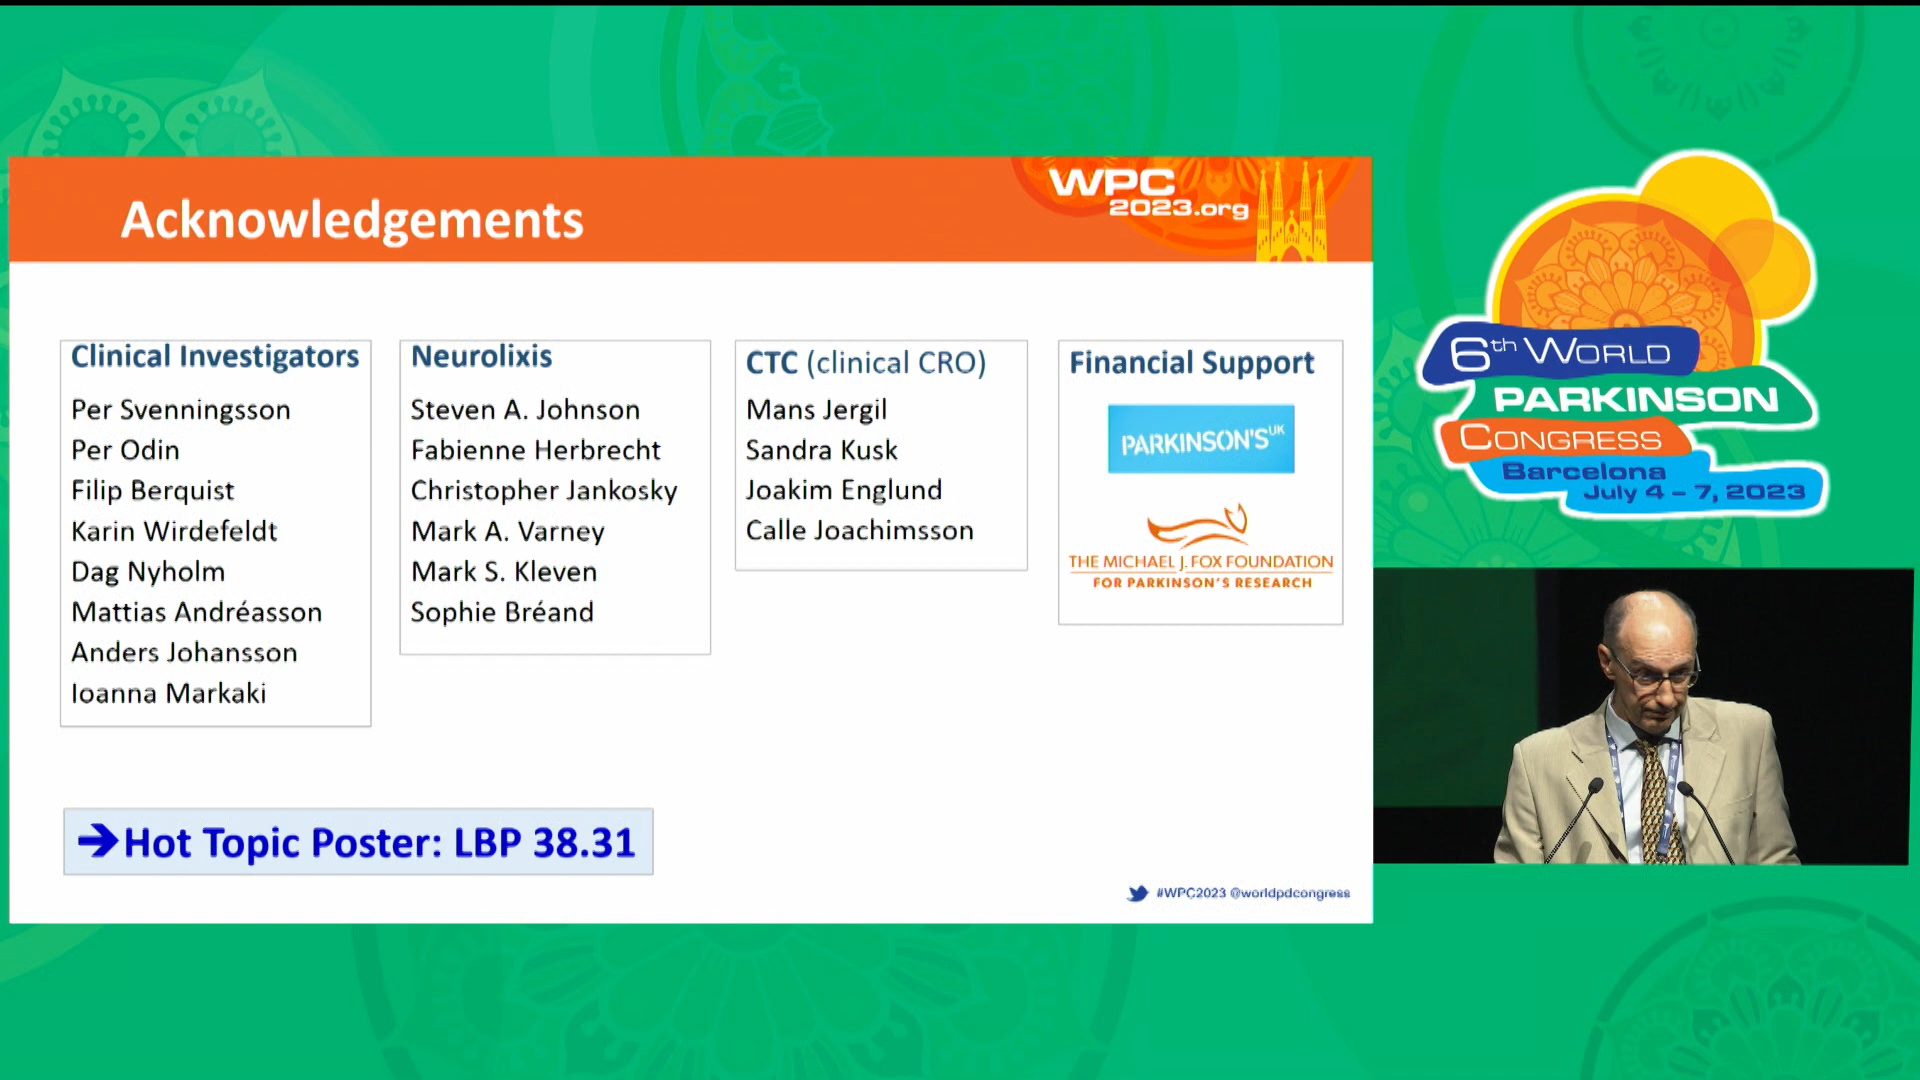 Acknowledgements
WPC
2023.org
Clinical Investigators
Per Svenningsson
Per Odin
Filip Berquist
Karin Wirdefeldt
Dag Nyholm
Mattias Andréasson
Anders Johansson
Ioanna Markaki
Neurolixis
Steven A. Johnson
Fabienne Herbrecht
Christopher Jankosky
Mark A. Varney
Mark S. Kleven
Sophie Bréand
CTC (clinical CRO)
Mans Jergil
Sandra Kusk
Joakim Englund
Calle Joachimsson
Financial Support
PARKINSON'S UK
THE MICHAEL J. FOX FOUNDATION
FOR PARKINSON'S RESEARCH
➔Hot Topic Poster: LBP 38.31
#WPC2023 @worldpdcongress
6th WORLD
PARKINSON
CONGRESS
Barcelona
July 4 – 7, 2023